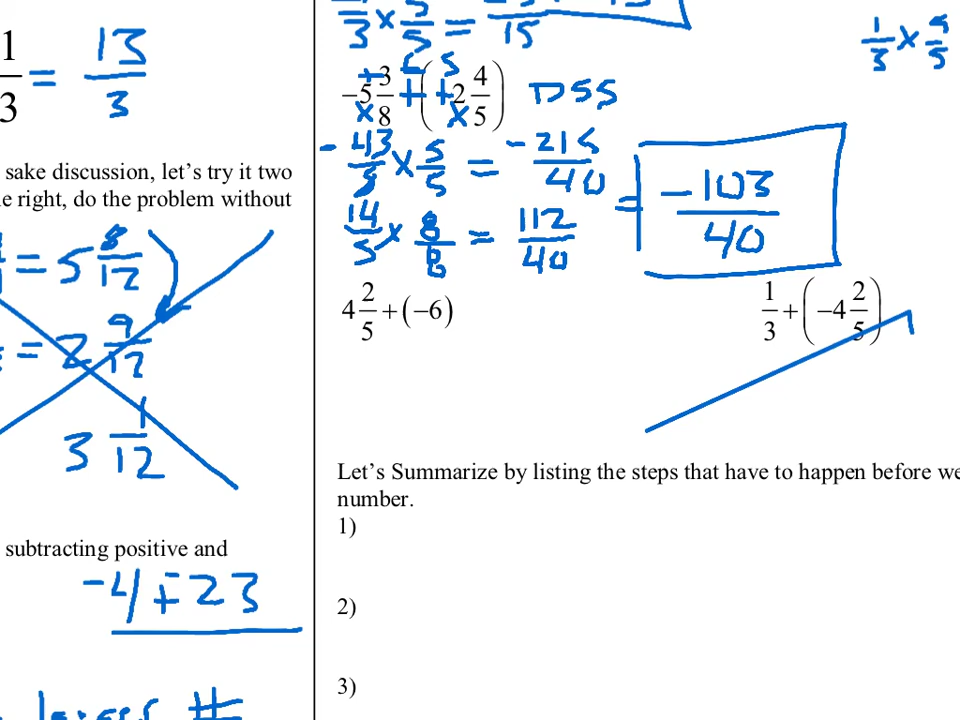 1/3 = 13/3
sake discussion, let's try it two
e right, do the problem without
= 5 8/12
= 2 9/12
3 1/12
subtracting positive and
-4 + -23
larger #
3 × 5/5 = 15
1/3 × 5/5
-5 3/8 + (+2 4/5) DSS
-43/8 × 5/5 = -215/40
14/5 × 8/8 = 112/40
= -103/40
4 2/5 + (-6)
1/3 + (-4 2/5)
Let's Summarize by listing the steps that have to happen before we
number.
1)
2)
3)